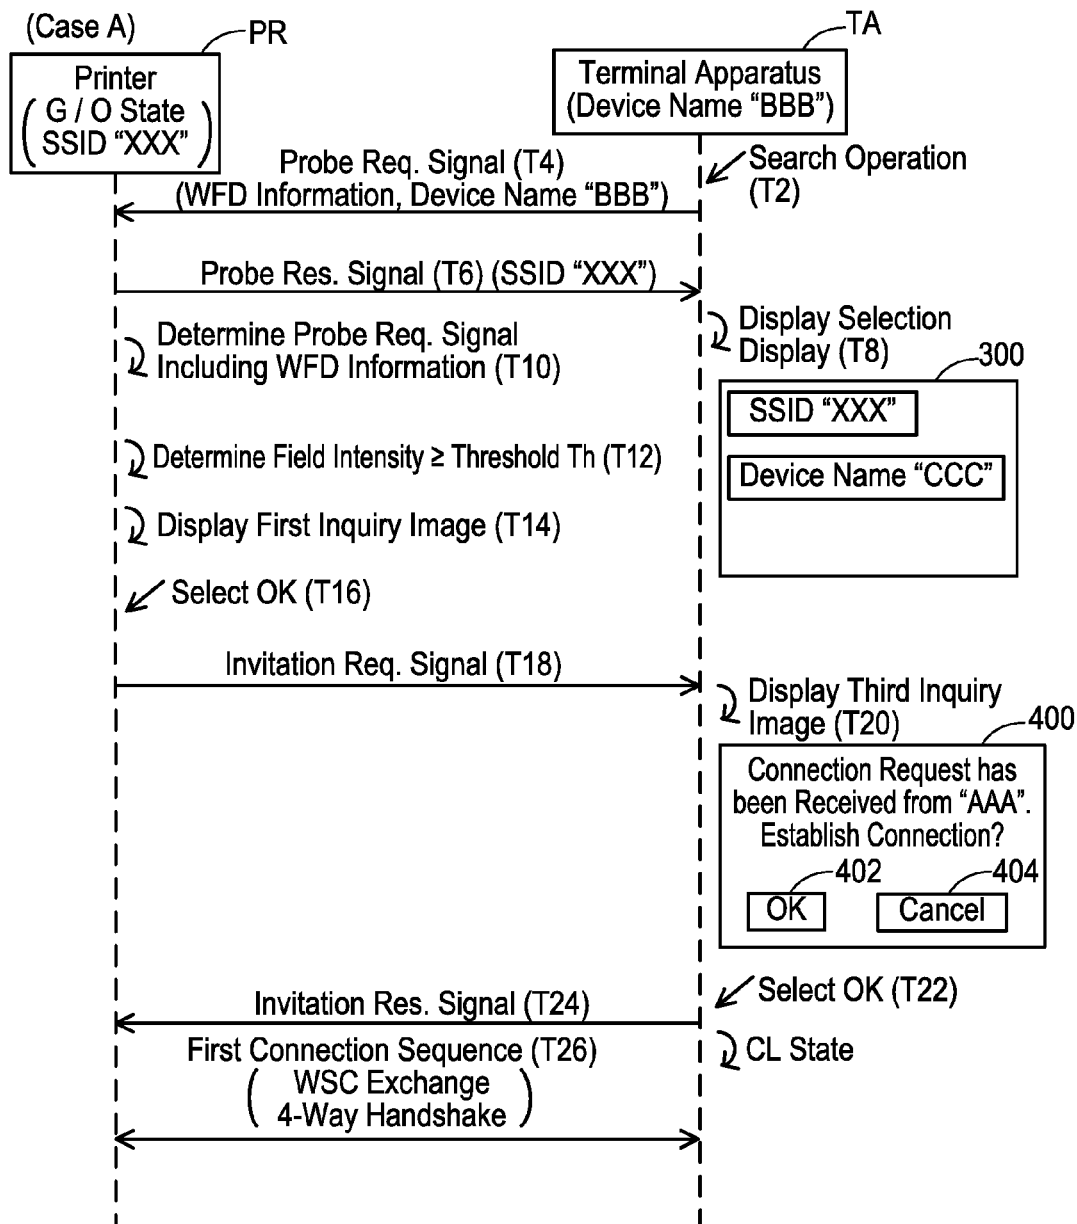 (Case A)
PR
TA
Printer
G / O State
SSID “XXX”
Terminal Apparatus
(Device Name “BBB”)
Probe Req. Signal (T4)
(WFD Information, Device Name “BBB”)
Search Operation
(T2)
Probe Res. Signal (T6) (SSID “XXX”)
Display Selection
Display (T8)
300
SSID “XXX”
Device Name “CCC”
Determine Probe Req. Signal
Including WFD Information (T10)
Determine Field Intensity ≥ Threshold Th (T12)
Display First Inquiry Image (T14)
Select OK (T16)
Invitation Req. Signal (T18)
Display Third Inquiry
Image (T20)
400
Connection Request has
been Received from “AAA”.
Establish Connection?
402
404
OK
Cancel
Select OK (T22)
Invitation Res. Signal (T24)
CL State
First Connection Sequence (T26)
( WSC Exchange
4-Way Handshake )